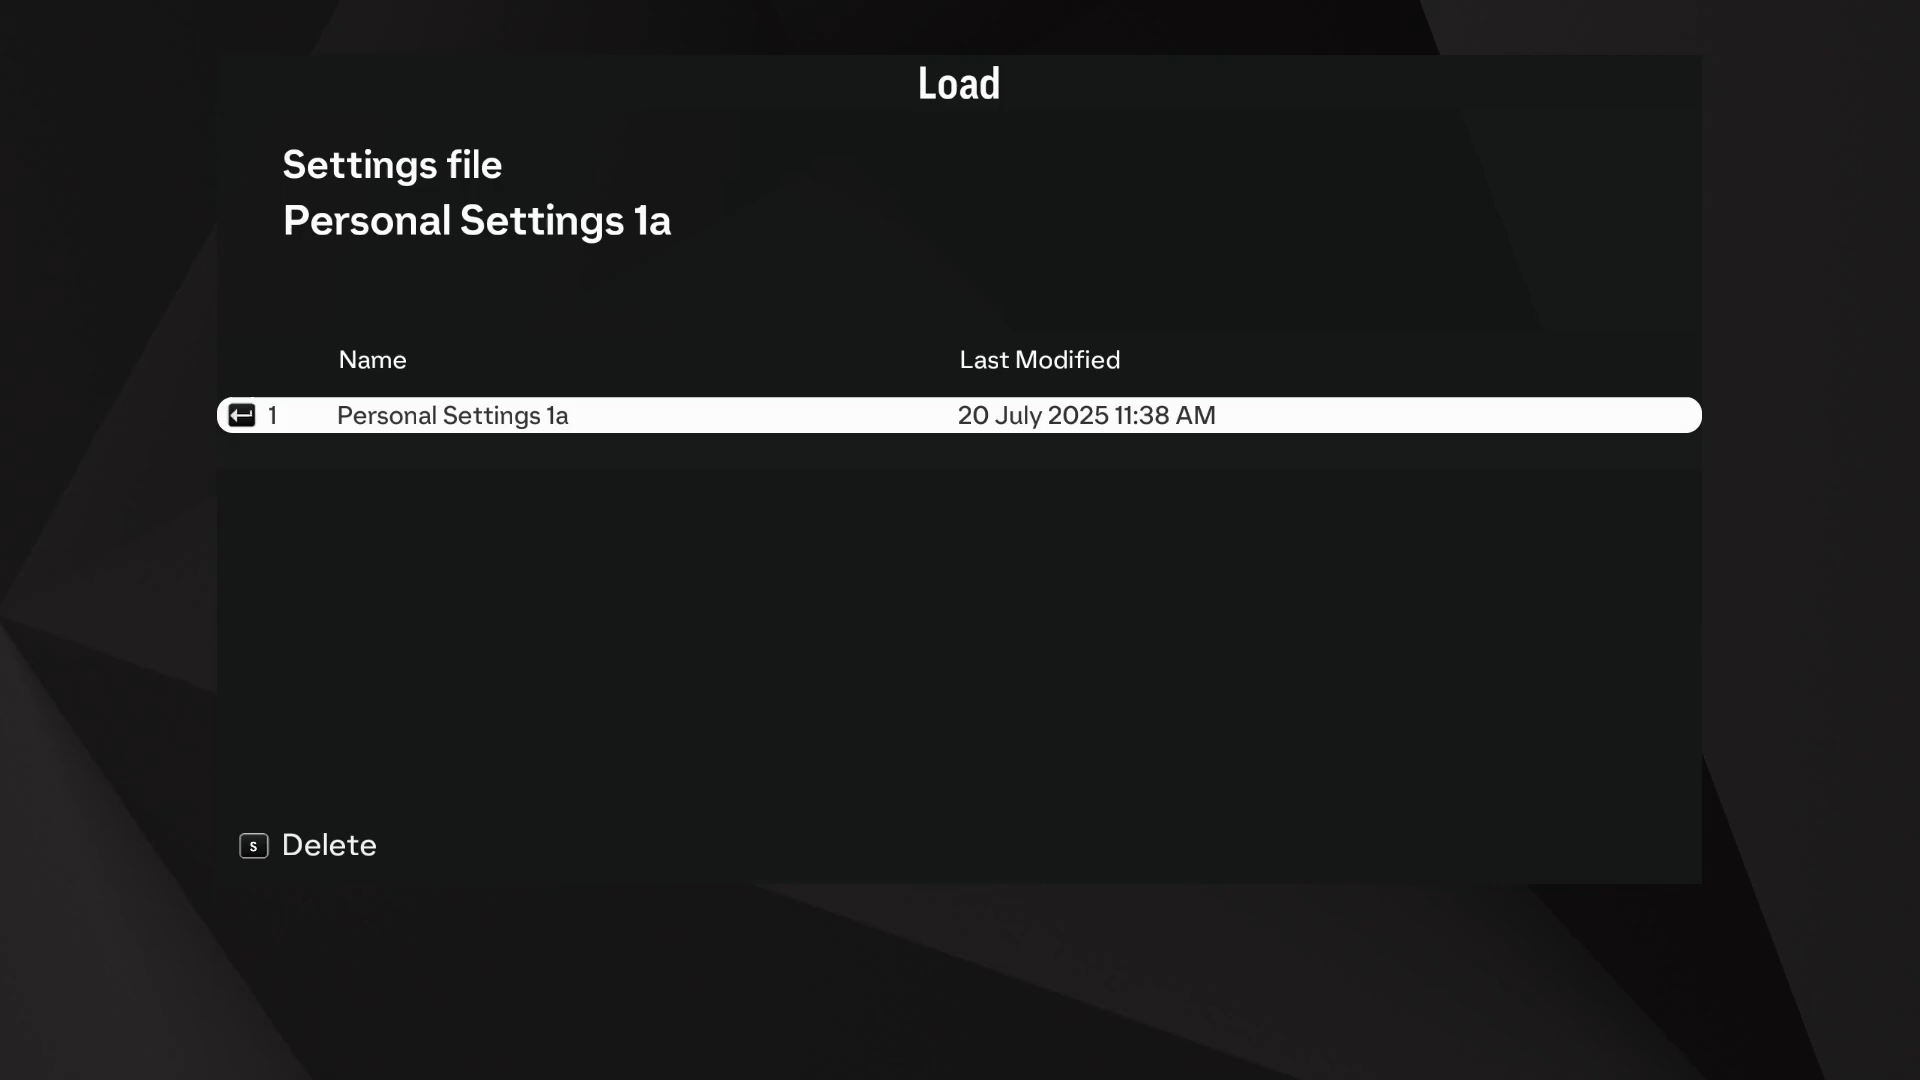 Load
Settings file
Personal Settings 1a
Name Last Modified
1 Personal Settings 1a 20 July 2025 11:38 AM
S Delete